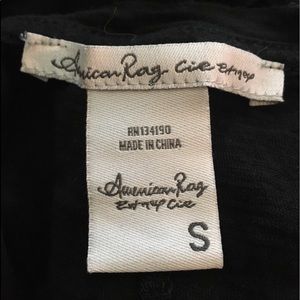 American Rag Cie
RN134190
MADE IN CHINA
American Rag
Cie
S